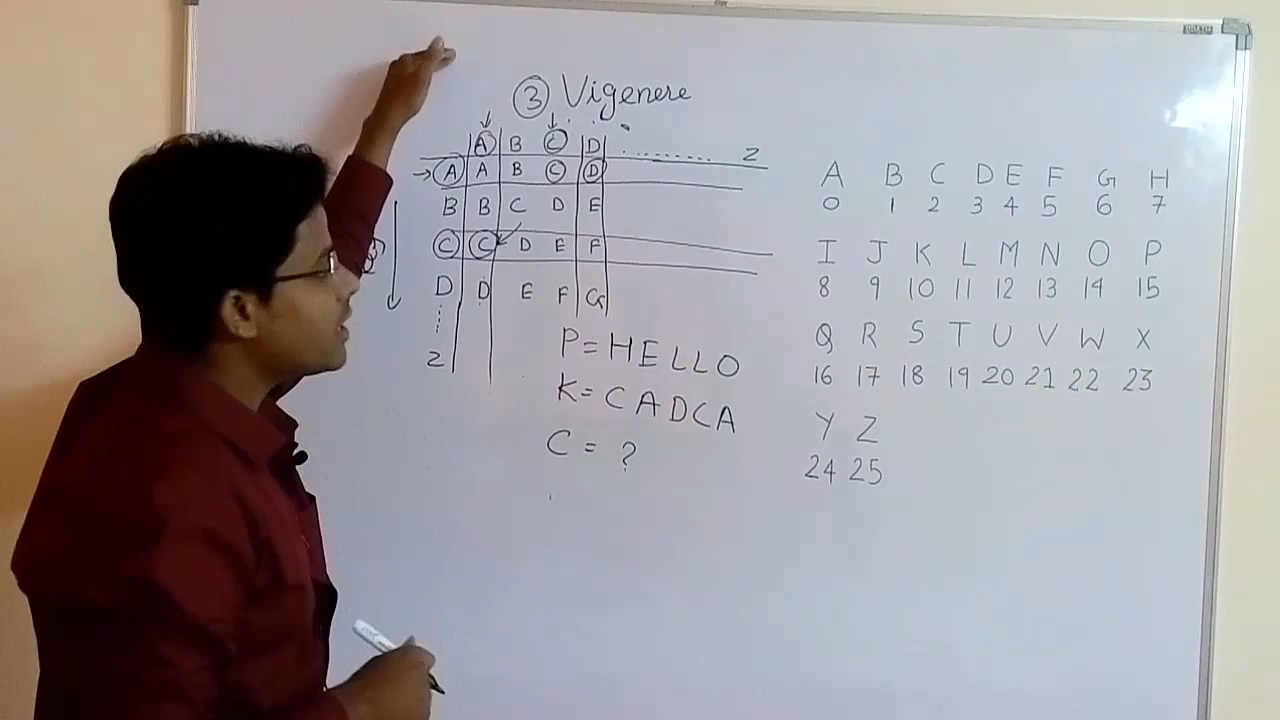 ③ Vigenere
A B C D ......... Z
A A B C D
B B C D E
C C D E F
D D E F G
Z
P = HELLO
K = CADCA
C = ?
A B C D E F G H
0 1 2 3 4 5 6 7
I J K L M N O P
8 9 10 11 12 13 14 15
Q R S T U V W X
16 17 18 19 20 21 22 23
Y Z
24 25